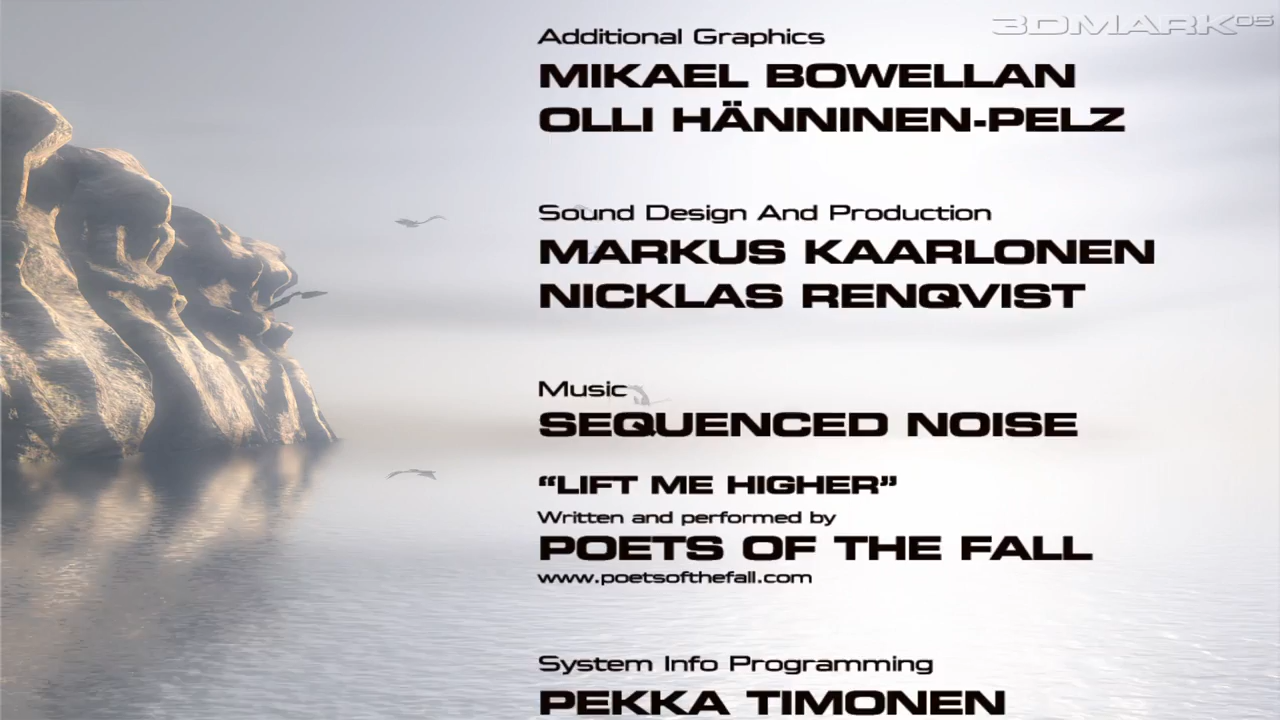 3DMARK05
Additional Graphics
MIKAEL BOWELLAN
OLLI HÄNNINEN-PELZ
Sound Design And Production
MARKUS KAARLONEN
NICKLAS RENQVIST
Music
SEQUENCED NOISE
“LIFT ME HIGHER”
Written and performed by
POETS OF THE FALL
www.poetsofthefall.com
System Info Programming
PEKKA TIMONEN